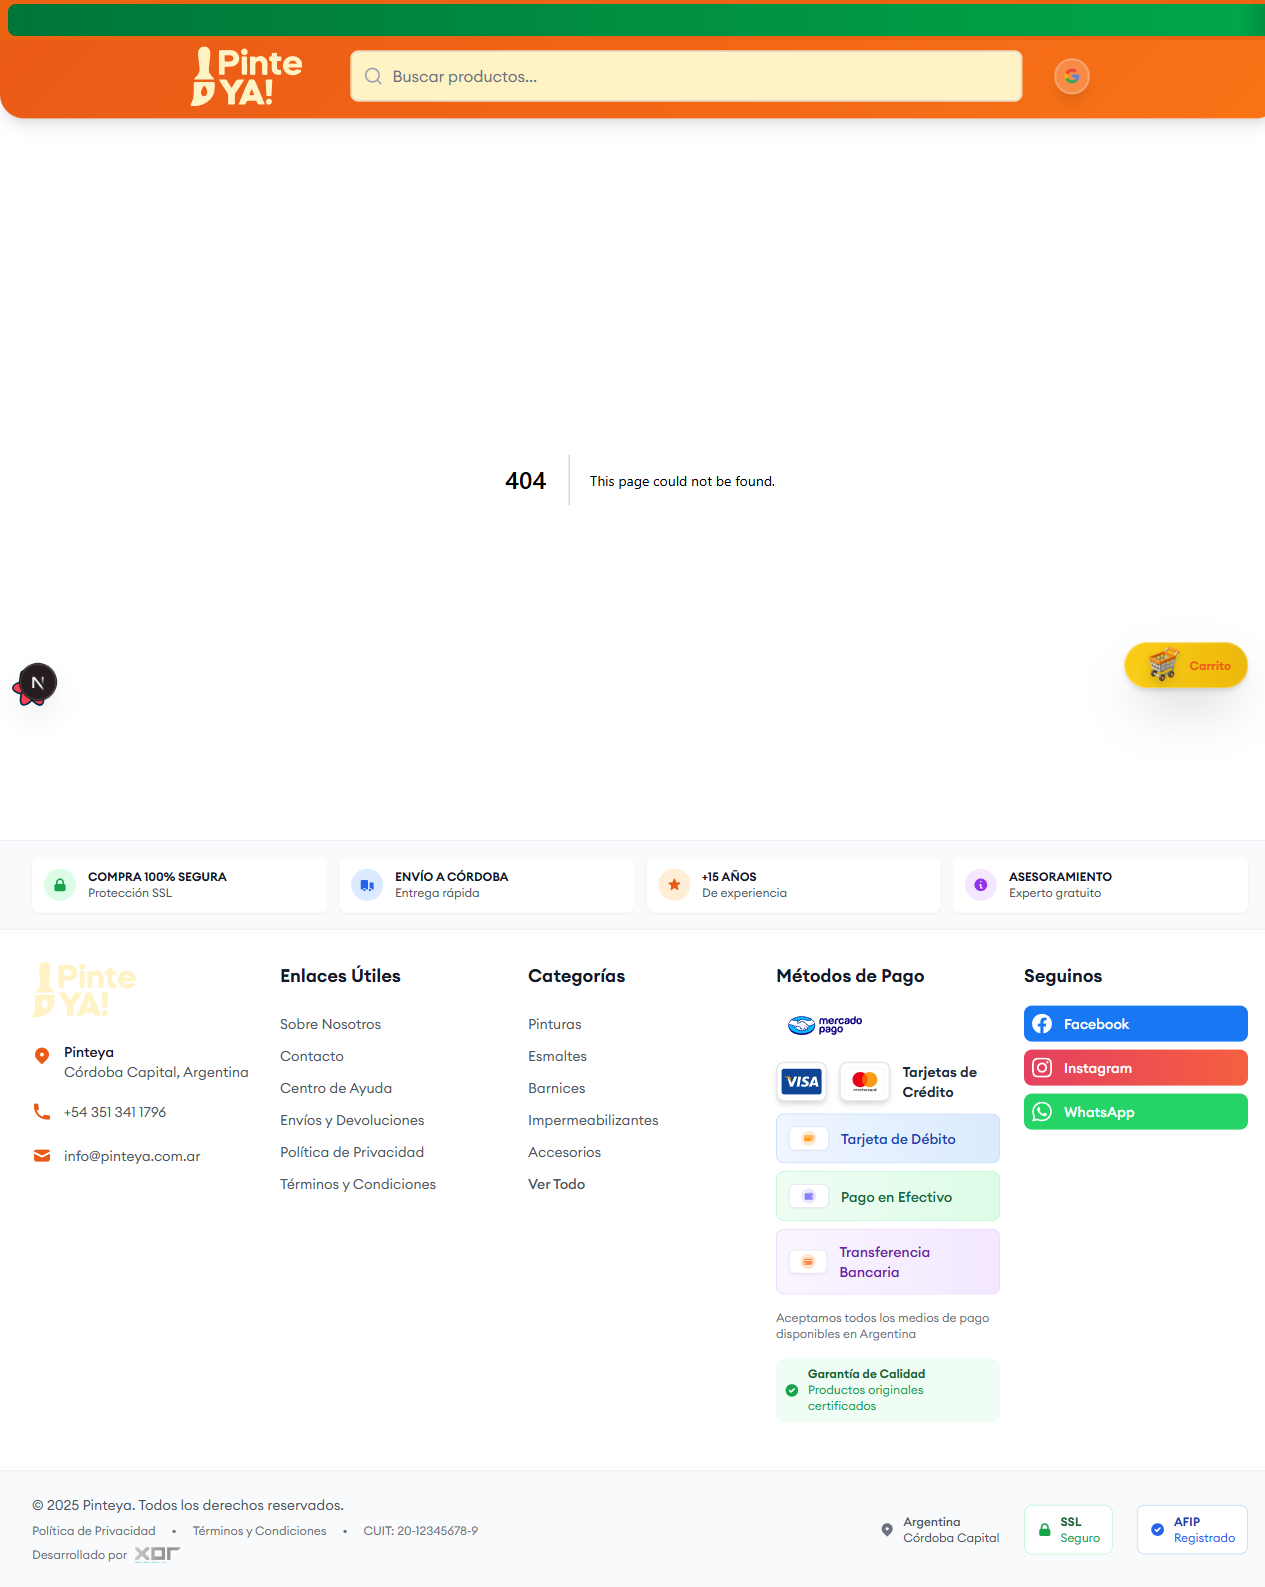 Pinte
YA!
Buscar productos...
404
This page could not be found.
N
Carrito
COMPRA 100% SEGURA
Protección SSL
ENVÍO A CÓRDOBA
Entrega rápida
+15 AÑOS
De experiencia
ASESORAMIENTO
Experto gratuito
Pinte
YA!
Pinteya
Córdoba Capital, Argentina
+54 351 341 1796
info@pinteya.com.ar
Enlaces Útiles
Sobre Nosotros
Contacto
Centro de Ayuda
Envíos y Devoluciones
Política de Privacidad
Términos y Condiciones
Categorías
Pinturas
Esmaltes
Barnices
Impermeabilizantes
Accesorios
Ver Todo
Métodos de Pago
mercado
pago
VISA
Tarjetas de
Crédito
Tarjeta de Débito
Pago en Efectivo
Transferencia
Bancaria
Aceptamos todos los medios de pago
disponibles en Argentina
Garantía de Calidad
Productos originales
certificados
Seguinos
Facebook
Instagram
WhatsApp
© 2025 Pinteya. Todos los derechos reservados.
Política de Privacidad • Términos y Condiciones • CUIT: 20-12345678-9
Desarrollado por xor
Argentina
Córdoba Capital
SSL
Seguro
AFIP
Registrado